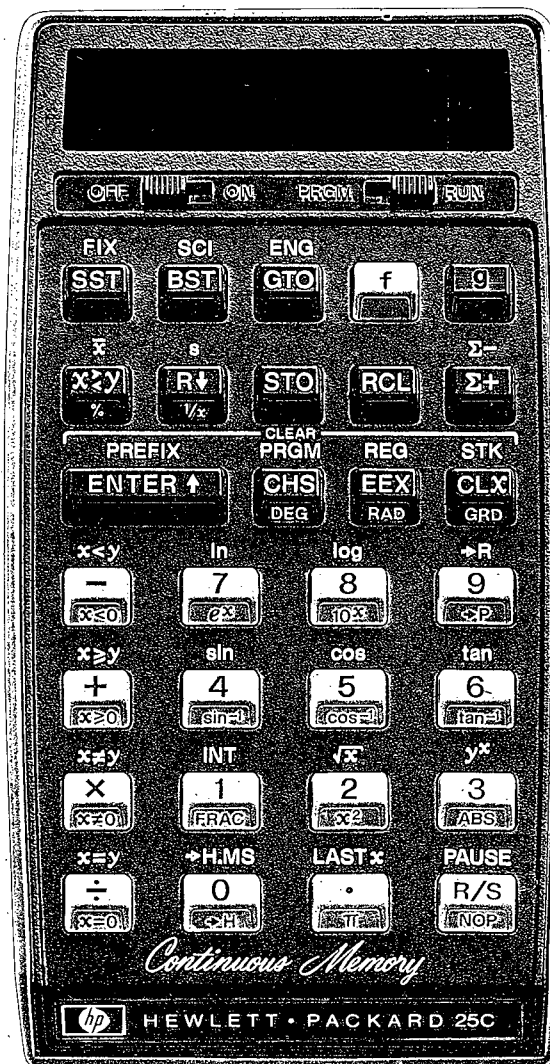 OFF ON PRGM RUN
FIX SCI ENG
SST BST GTO f g
x̄ s Σ−
x≷y R↓ STO RCL Σ+
% 1/x
CLEAR
PREFIX PRGM REG STK
ENTER ↑ CHS EEX CLX
DEG RAD GRD
x<y ln log →R
− 7 8 9
x<0 eˣ 10ˣ →P
x≥y sin cos tan
+ 4 5 6
x≥0 sin⁻¹ cos⁻¹ tan⁻¹
x≠y INT √x yˣ
× 1 2 3
x≠0 FRAC x² ABS
x=y →H.MS LAST x PAUSE
÷ 0 · R/S
x=0 →H π NOP
Continuous Memory
hp HEWLETT · PACKARD 25C